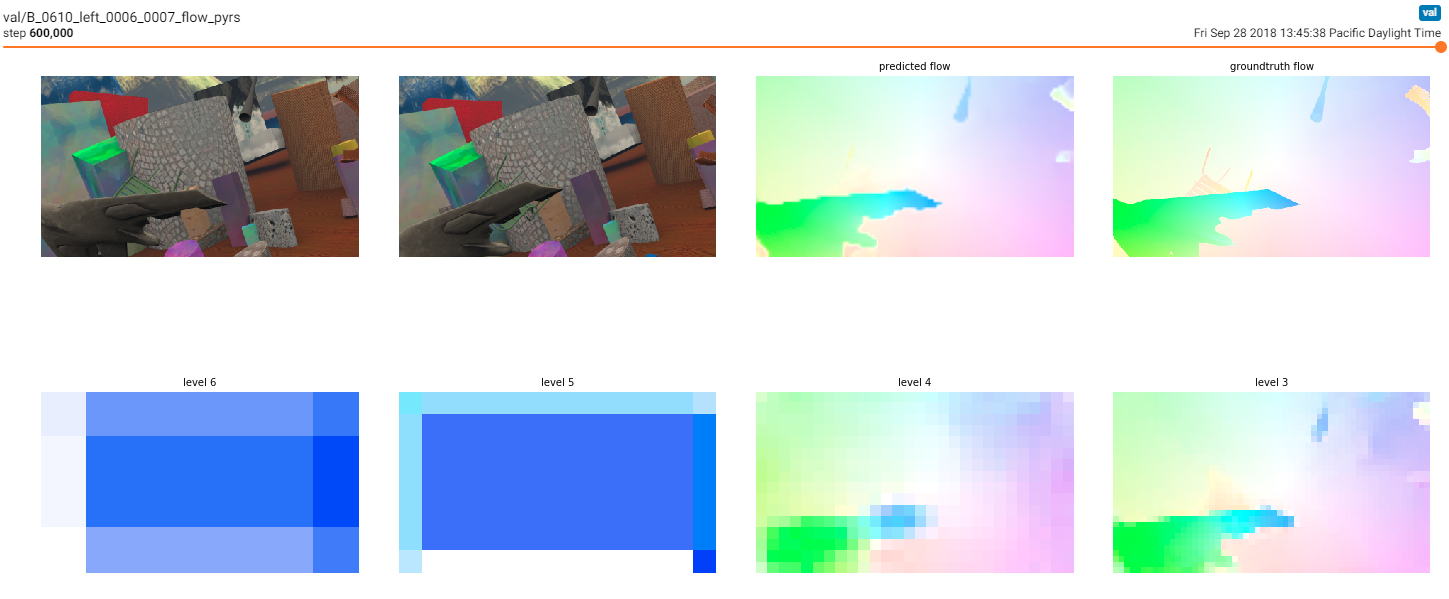 val/B_0610_left_0006_0007_flow_pyrs
val
step 600,000
Fri Sep 28 2018 13:45:38 Pacific Daylight Time
predicted flow
groundtruth flow
level 6
level 5
level 4
level 3